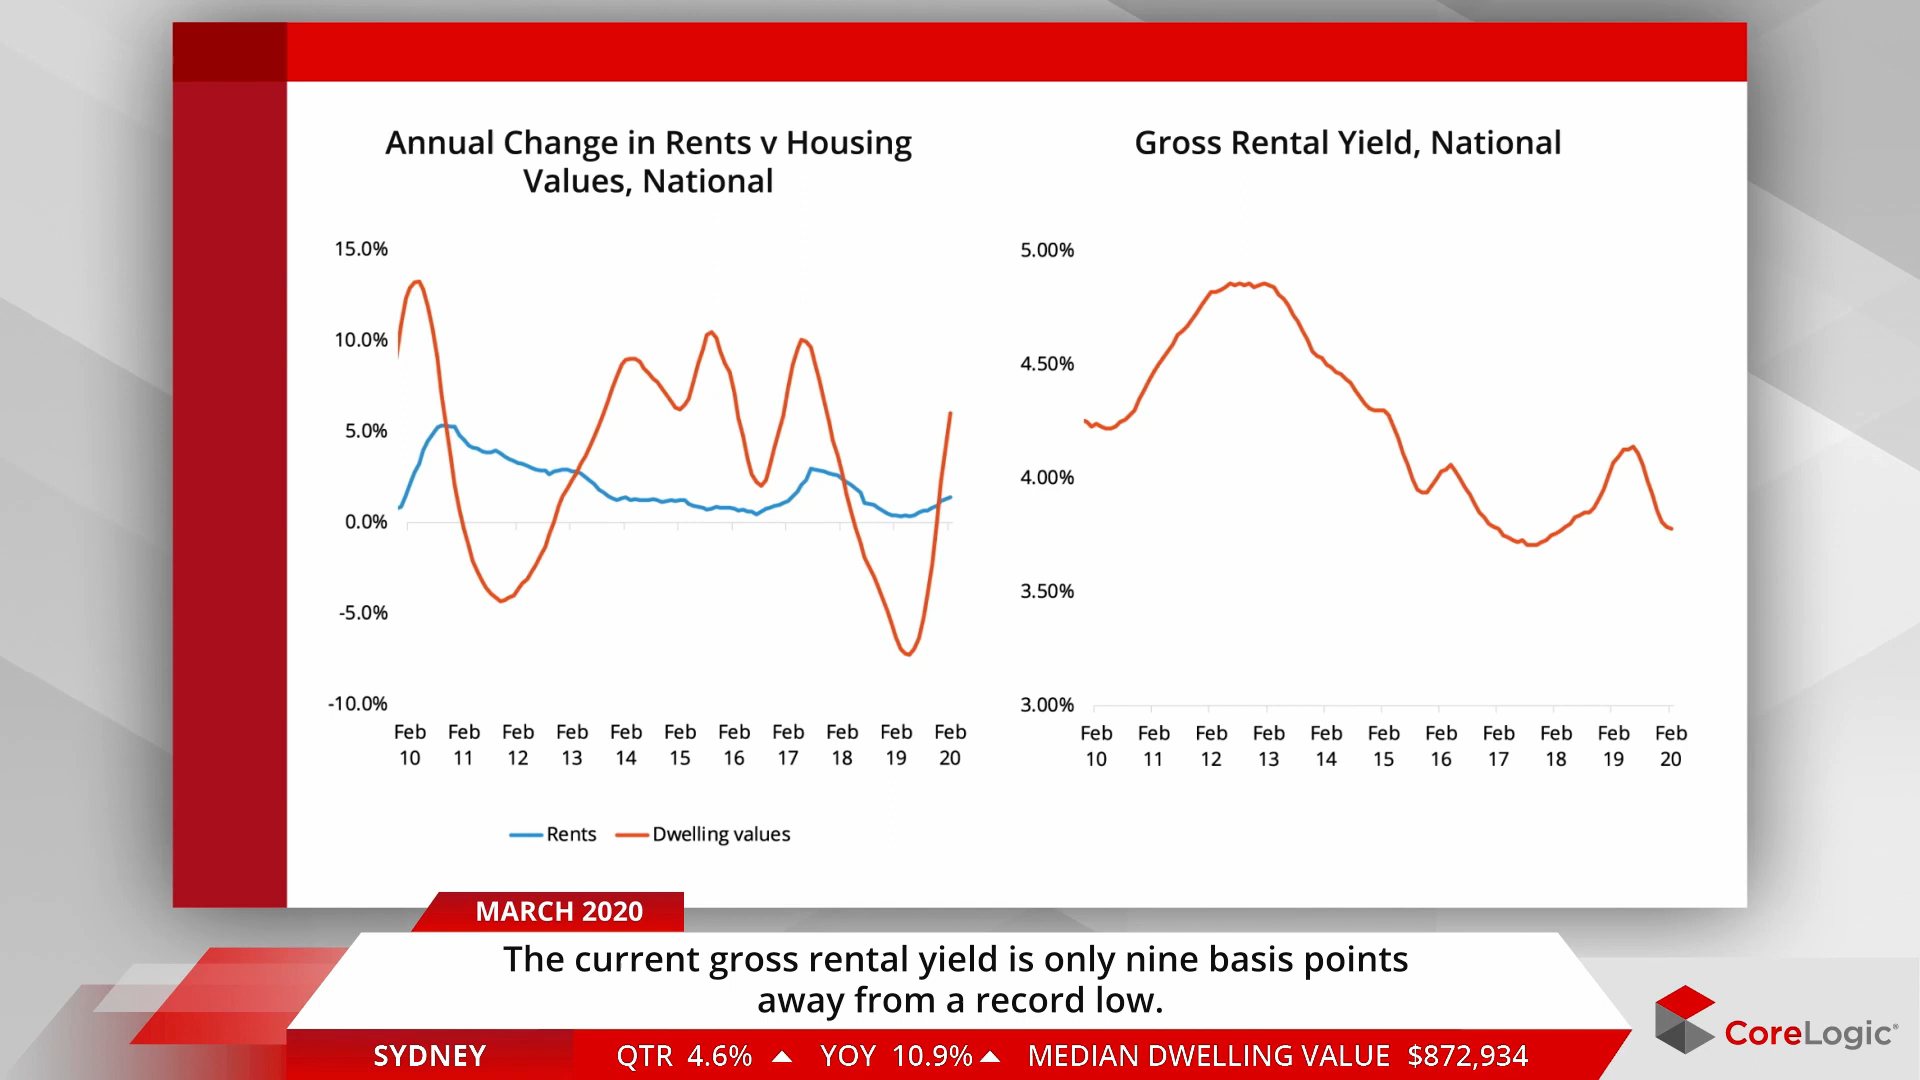 Annual Change in Rents v Housing
Values, National
15.0%
10.0%
5.0%
0.0%
-5.0%
-10.0%
Feb 10
Feb 11
Feb 12
Feb 13
Feb 14
Feb 15
Feb 16
Feb 17
Feb 18
Feb 19
Feb 20
Rents
Dwelling values
Gross Rental Yield, National
5.00%
4.50%
4.00%
3.50%
3.00%
Feb 10
Feb 11
Feb 12
Feb 13
Feb 14
Feb 15
Feb 16
Feb 17
Feb 18
Feb 19
Feb 20
MARCH 2020
The current gross rental yield is only nine basis points
away from a record low.
SYDNEY QTR 4.6% ▲ YOY 10.9% ▲ MEDIAN DWELLING VALUE $872,934
CoreLogic®